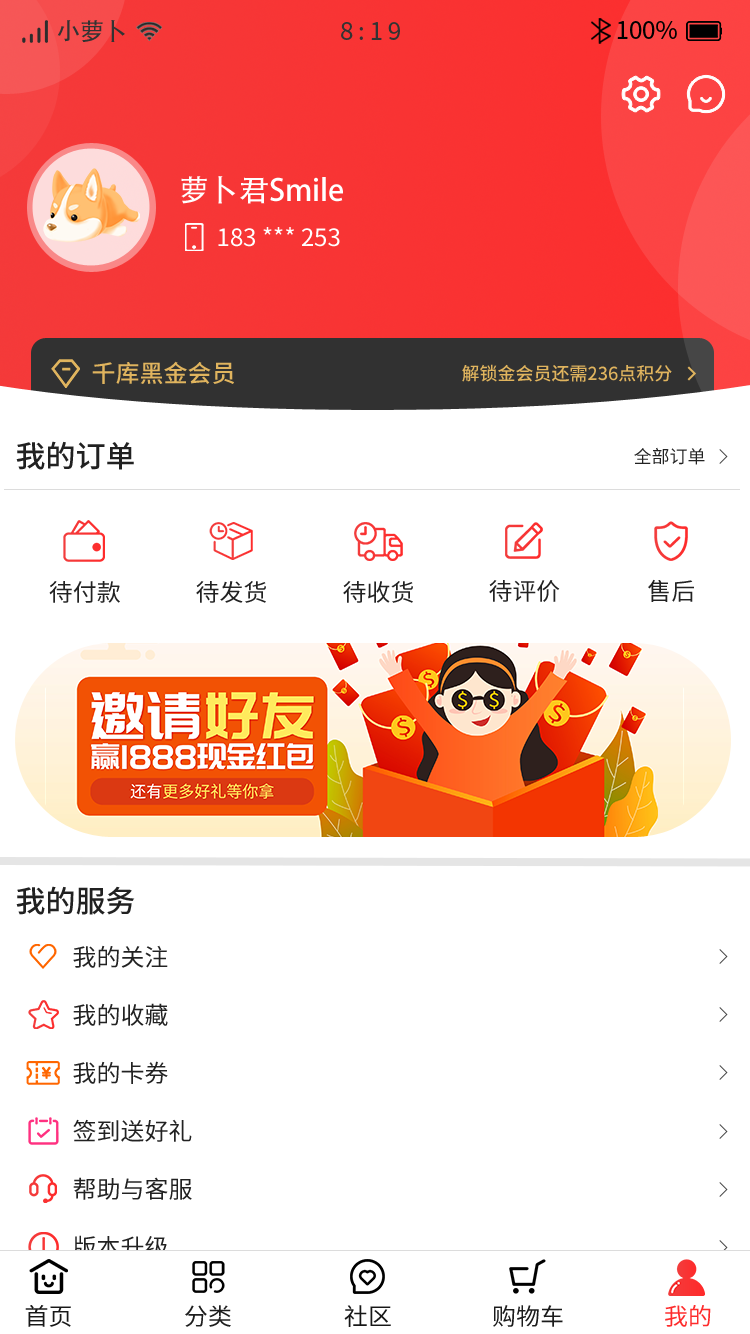 小萝卜
8:19
100%
萝卜君Smile
183 *** 253
千库黑金会员
解锁金会员还需236点积分
我的订单
全部订单
待付款
待发货
待收货
待评价
售后
邀请好友
赢1888现金红包
还有更多好礼等你拿
我的服务
我的关注
我的收藏
我的卡券
签到送好礼
帮助与客服
版本升级
首页
分类
社区
购物车
我的